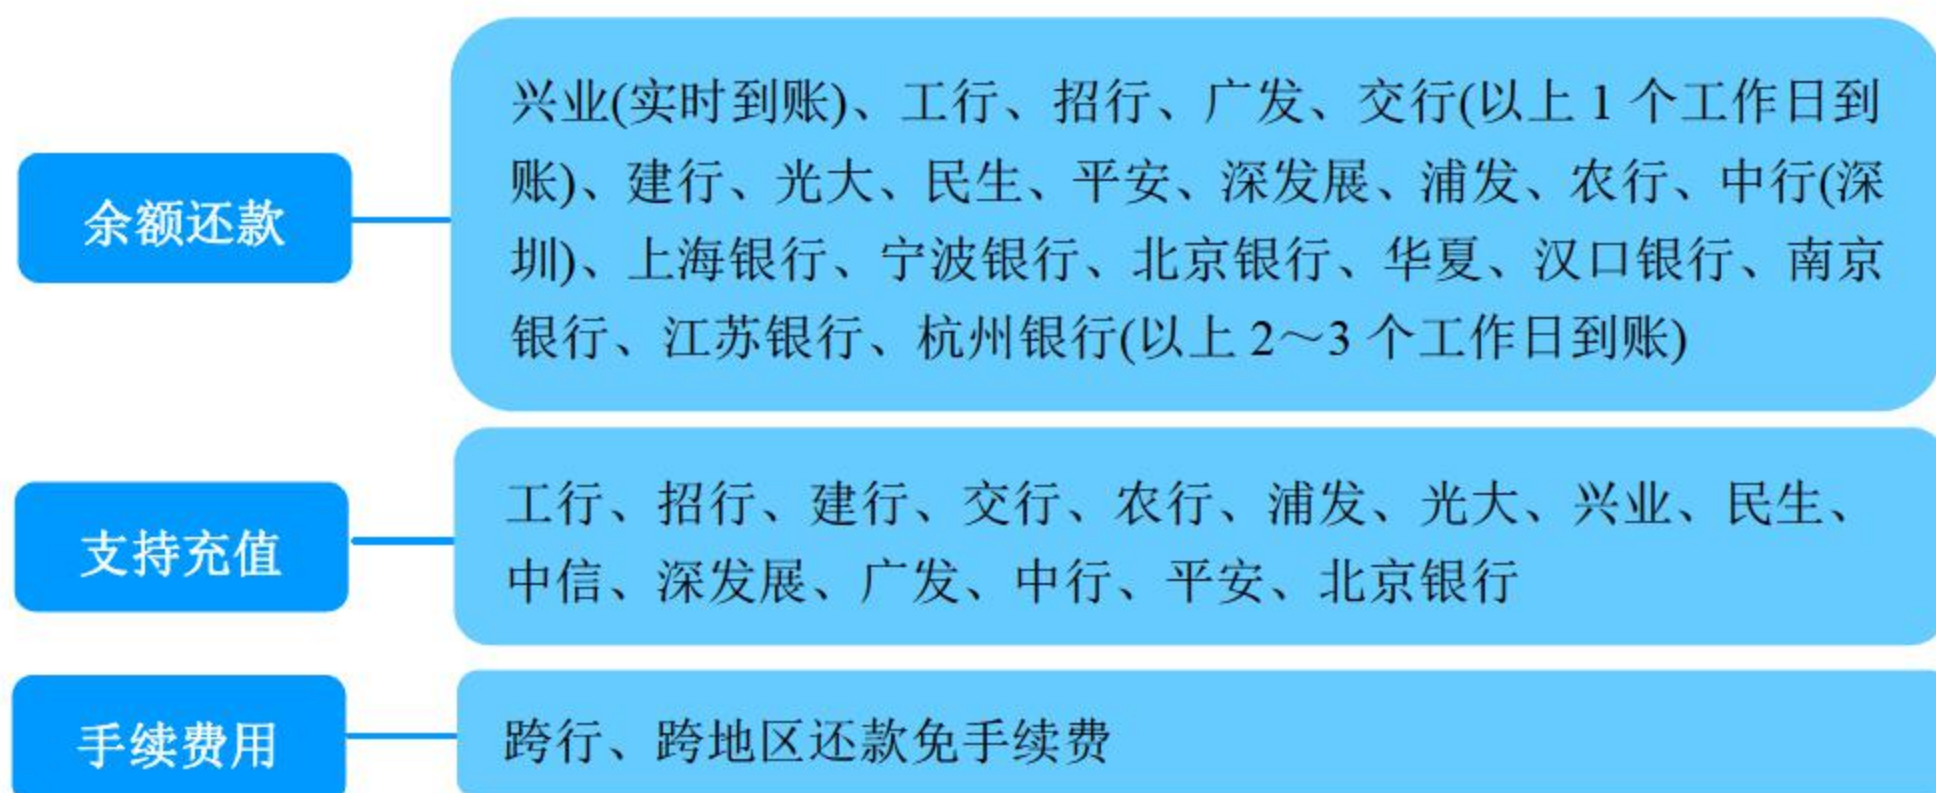 余额还款
兴业(实时到账)、工行、招行、广发、交行(以上 1 个工作日到
账)、建行、光大、民生、平安、深发展、浦发、农行、中行(深
圳)、上海银行、宁波银行、北京银行、华夏、汉口银行、南京
银行、江苏银行、杭州银行(以上 2～3 个工作日到账)
支持充值
工行、招行、建行、交行、农行、浦发、光大、兴业、民生、
中信、深发展、广发、中行、平安、北京银行
手续费用
跨行、跨地区还款免手续费